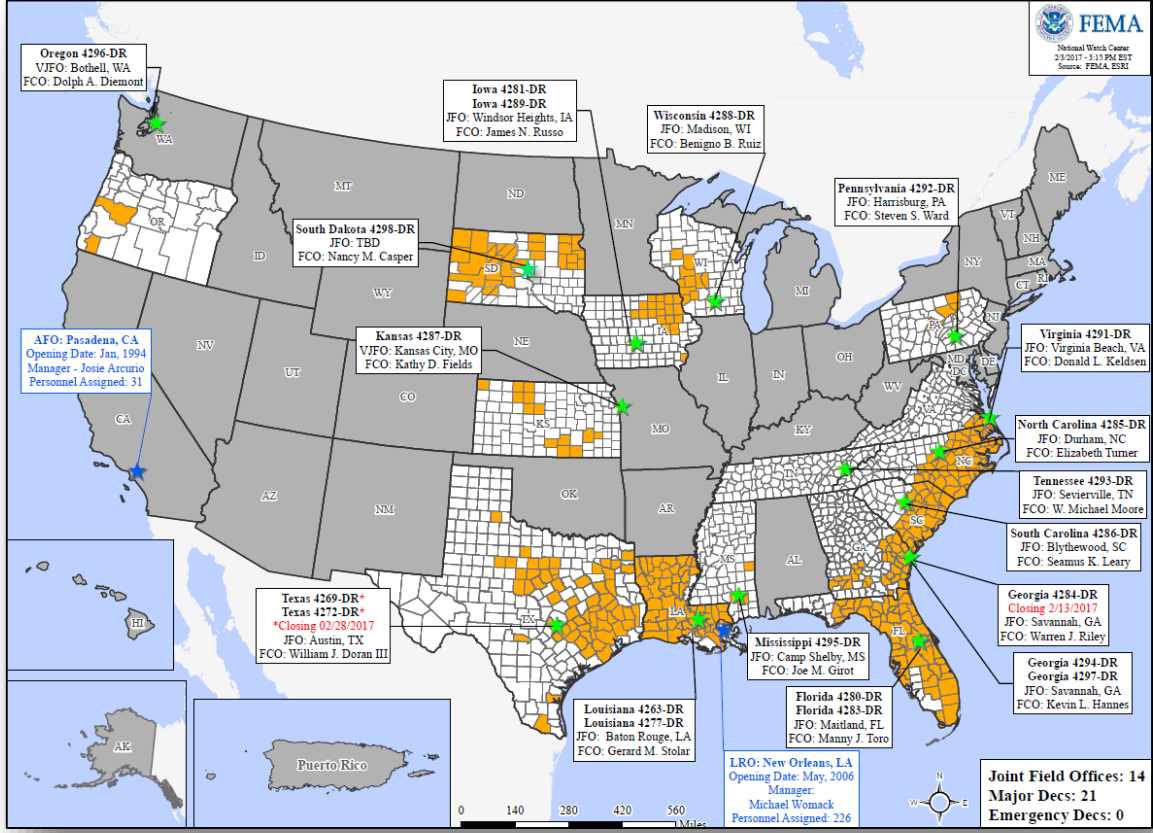 FEMA
National Watch Center
2/3/2017 - 3:15 PM EST
Source: FEMA, ESRI
Oregon 4296-DR
VJFO: Bothell, WA
FCO: Dolph A. Diemont
Iowa 4281-DR
Iowa 4289-DR
JFO: Windsor Heights, IA
FCO: James N. Russo
Wisconsin 4288-DR
JFO: Madison, WI
FCO: Benigno B. Ruiz
Pennsylvania 4292-DR
JFO: Harrisburg, PA
FCO: Steven S. Ward
South Dakota 4298-DR
JFO: TBD
FCO: Nancy M. Casper
AFO: Pasadena, CA
Opening Date: Jan, 1994
Manager - Josie Arcurio
Personnel Assigned: 31
Kansas 4287-DR
VJFO: Kansas City, MO
FCO: Kathy D. Fields
Virginia 4291-DR
JFO: Virginia Beach, VA
FCO: Donald L. Keldsen
North Carolina 4285-DR
JFO: Durham, NC
FCO: Elizabeth Turner
Tennessee 4293-DR
JFO: Sevierville, TN
FCO: W. Michael Moore
South Carolina 4286-DR
JFO: Blythewood, SC
FCO: Seamus K. Leary
Georgia 4284-DR
Closing 2/13/2017
JFO: Savannah, GA
FCO: Warren J. Riley
Georgia 4294-DR
Georgia 4297-DR
JFO: Savannah, GA
FCO: Kevin L. Hannes
Texas 4269-DR*
Texas 4272-DR*
*Closing 02/28/2017
JFO: Austin, TX
FCO: William J. Doran III
Mississippi 4295-DR
JFO: Camp Shelby, MS
FCO: Joe M. Girot
Florida 4280-DR
Florida 4283-DR
JFO: Maitland, FL
FCO: Manny J. Toro
Louisiana 4263-DR
Louisiana 4277-DR
JFO: Baton Rouge, LA
FCO: Gerard M. Stolar
LRO: New Orleans, LA
Opening Date: May, 2006
Manager:
Michael Womack
Personnel Assigned: 226
WA
OR
MT
ID
ND
MN
SD
WY
WI
MI
ME
VT
NH
NY
MA
CT
RI
NV
UT
CA
CO
NE
IA
IL
IN
OH
PA
NJ
MD
DE
DC
WV
VA
KS
MO
KY
AZ
NM
OK
AR
TN
NC
SC
MS
AL
GA
TX
LA
FL
HI
AK
Puerto Rico
0 140 280 420 560
Miles
N
W
E
S
Joint Field Offices: 14
Major Decs: 21
Emergency Decs: 0